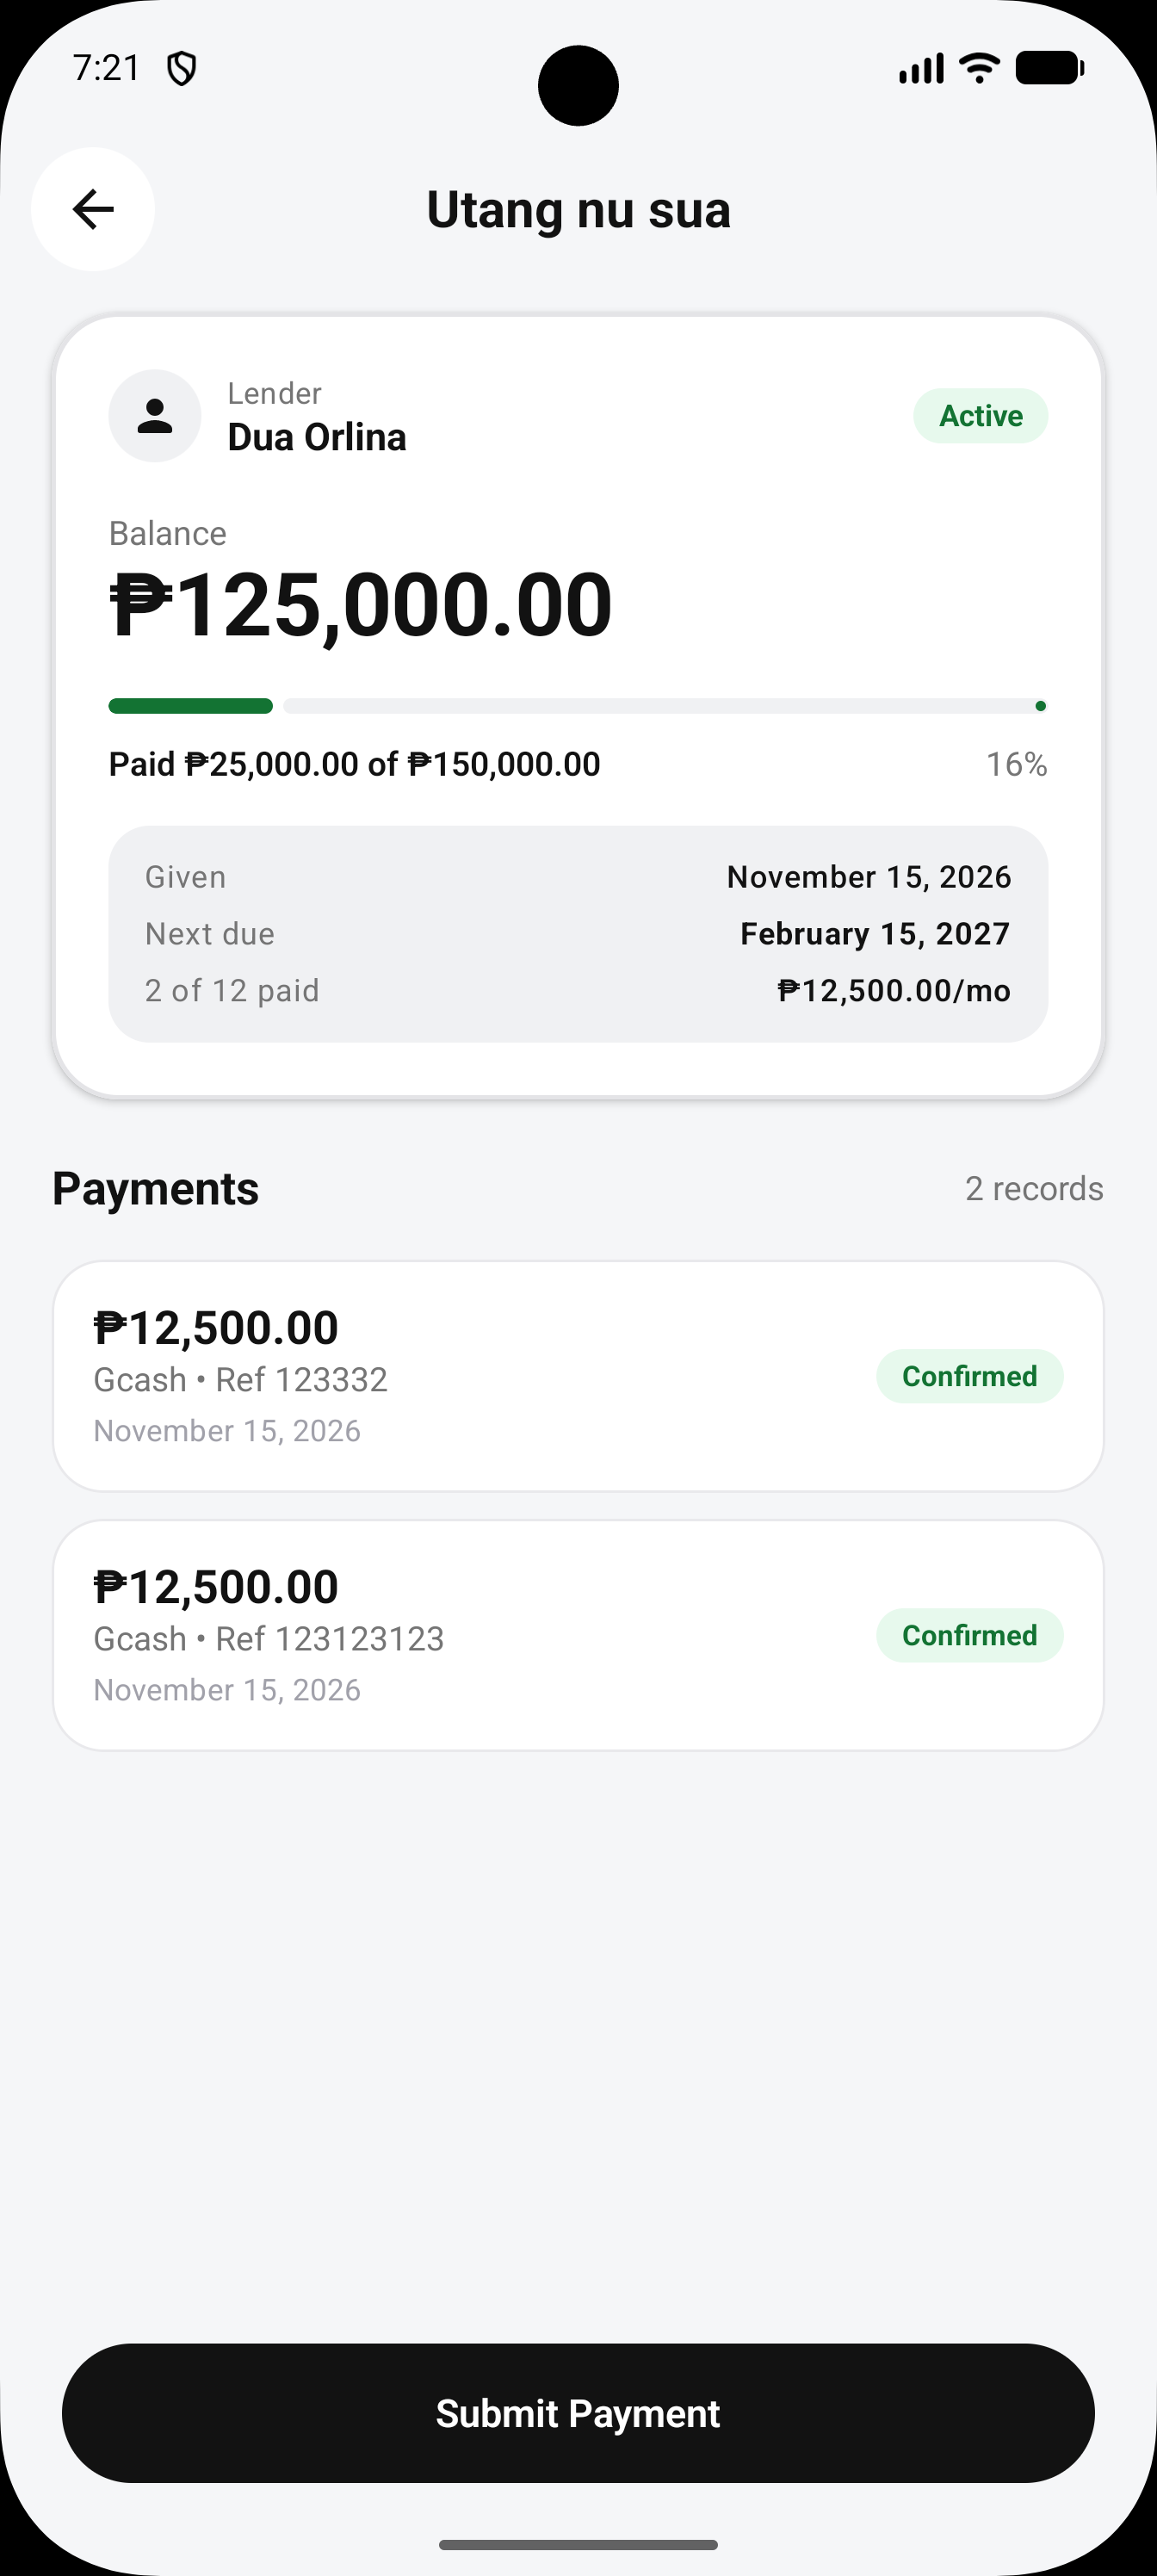 7:21
Utang nu sua
Lender
Dua Orlina
Active
Balance
₱125,000.00
Paid ₱25,000.00 of ₱150,000.00
16%
Given
November 15, 2026
Next due
February 15, 2027
2 of 12 paid
₱12,500.00/mo
Payments
2 records
₱12,500.00
Gcash • Ref 123332
November 15, 2026
Confirmed
₱12,500.00
Gcash • Ref 123123123
November 15, 2026
Confirmed
Submit Payment